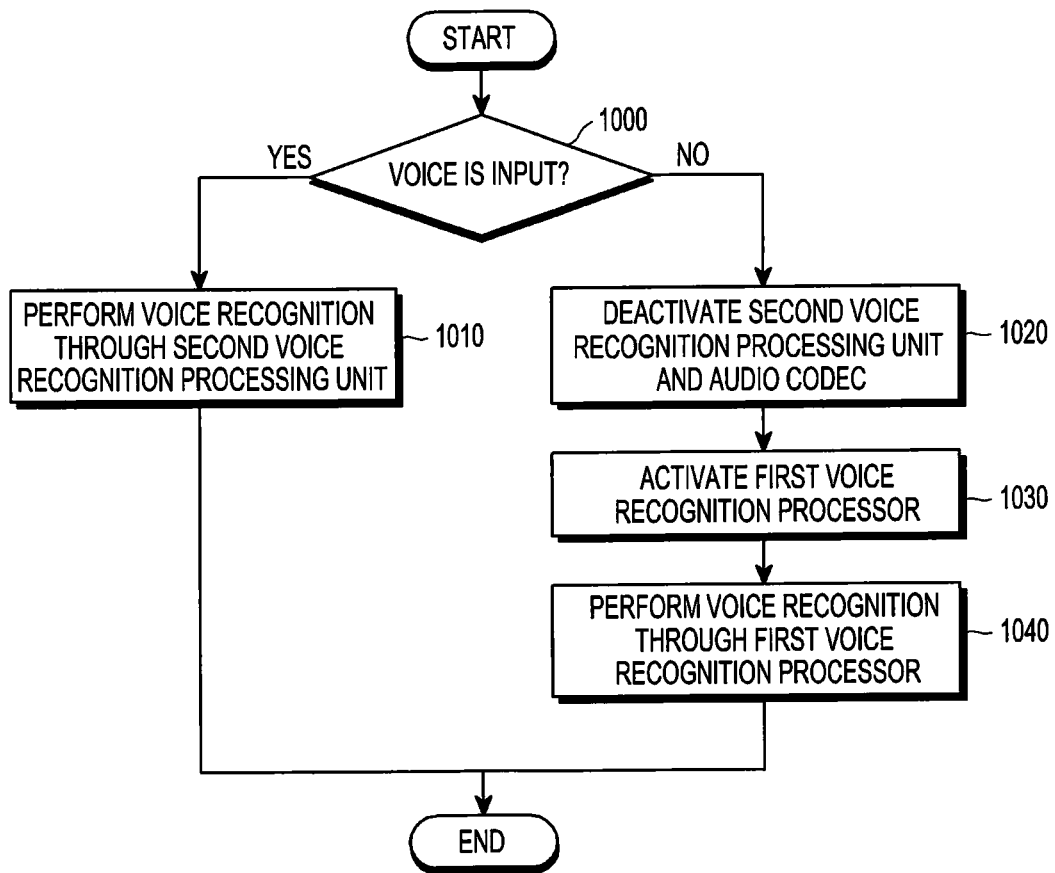 START
1000
YES
VOICE IS INPUT?
NO
PERFORM VOICE RECOGNITION
THROUGH SECOND VOICE
RECOGNITION PROCESSING UNIT
1010
DEACTIVATE SECOND VOICE
RECOGNITION PROCESSING UNIT
AND AUDIO CODEC
1020
ACTIVATE FIRST VOICE
RECOGNITION PROCESSOR
1030
PERFORM VOICE RECOGNITION
THROUGH FIRST VOICE
RECOGNITION PROCESSOR
1040
END